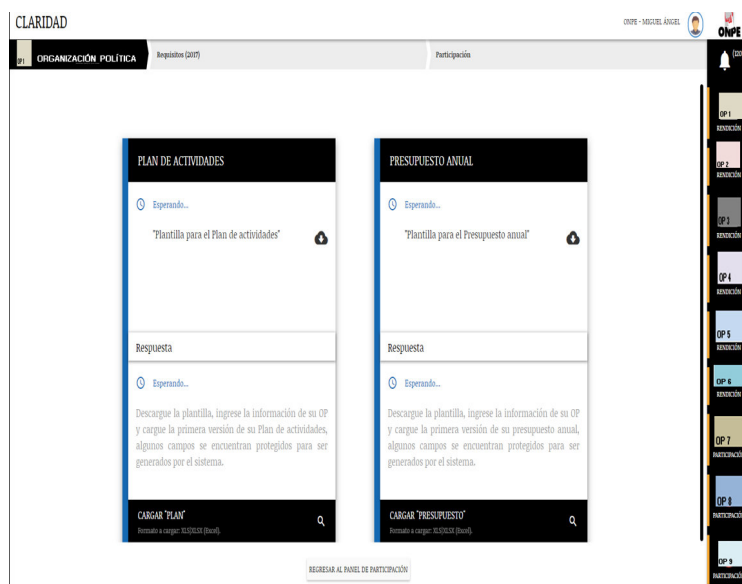 CLARIDAD
ONPE - MIGUEL ÁNGEL
ONPE
OP 1
ORGANIZACIÓN POLÍTICA
Requisitos (2017)
Participación
PLAN DE ACTIVIDADES
Esperando...
"Plantilla para el Plan de actividades"
Respuesta
Esperando...
Descargue la plantilla, ingrese la información de su OP
y cargue la primera versión de su Plan de actividades,
algunos campos se encuentran protegidos para ser
generados por el sistema.
CARGAR "PLAN"
Formato a cargar: XLS|XLSX (Excel).
PRESUPUESTO ANUAL
Esperando...
"Plantilla para el Presupuesto anual"
Respuesta
Esperando...
Descargue la plantilla, ingrese la información de su OP
y cargue la primera versión de su presupuesto anual,
algunos campos se encuentran protegidos para ser
generados por el sistema.
CARGAR "PRESUPUESTO"
Formato a cargar: XLS|XLSX (Excel).
REGRESAR AL PANEL DE PARTICIPACIÓN
OP 1
RENDICIÓN
OP 2
RENDICIÓN
OP 3
RENDICIÓN
OP 4
RENDICIÓN
OP 5
RENDICIÓN
OP 6
RENDICIÓN
OP 7
PARTICIPACIÓN
OP 8
PARTICIPACIÓN
OP 9
PARTICIPACIÓN